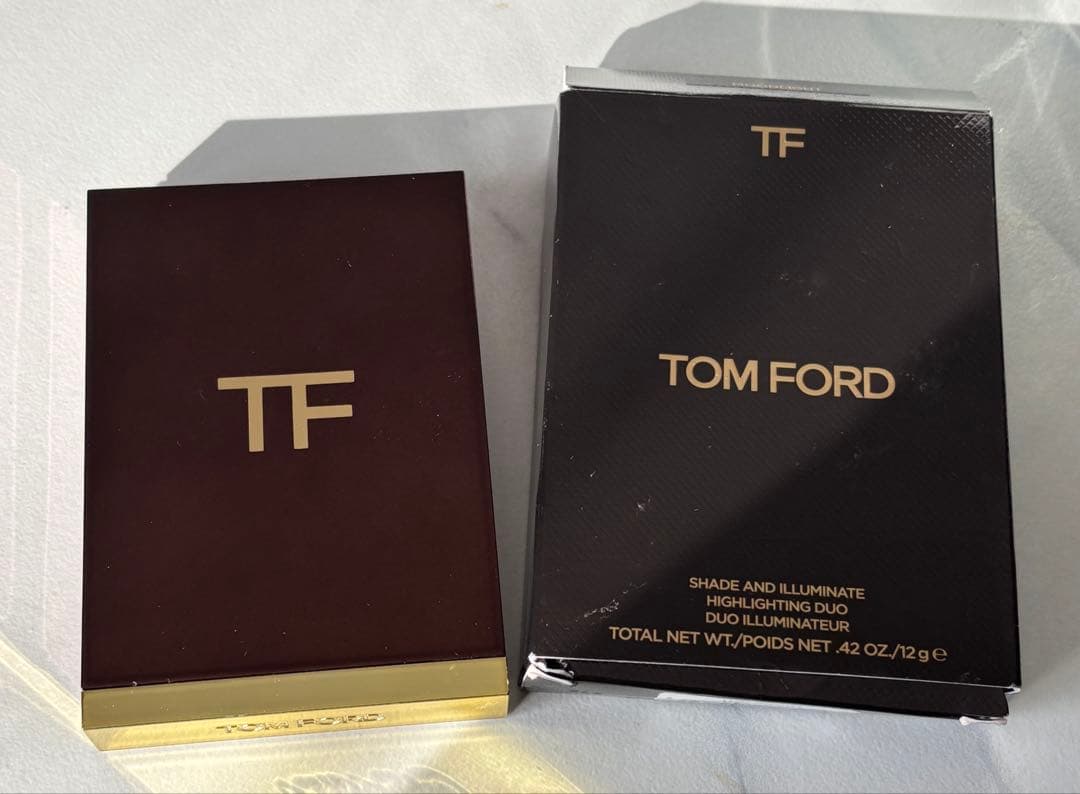 TF
TOM FORD
TF
TOM FORD
SHADE AND ILLUMINATE
HIGHLIGHTING DUO
DUO ILLUMINATEUR
TOTAL NET WT./POIDS NET .42 OZ./12 g ℮